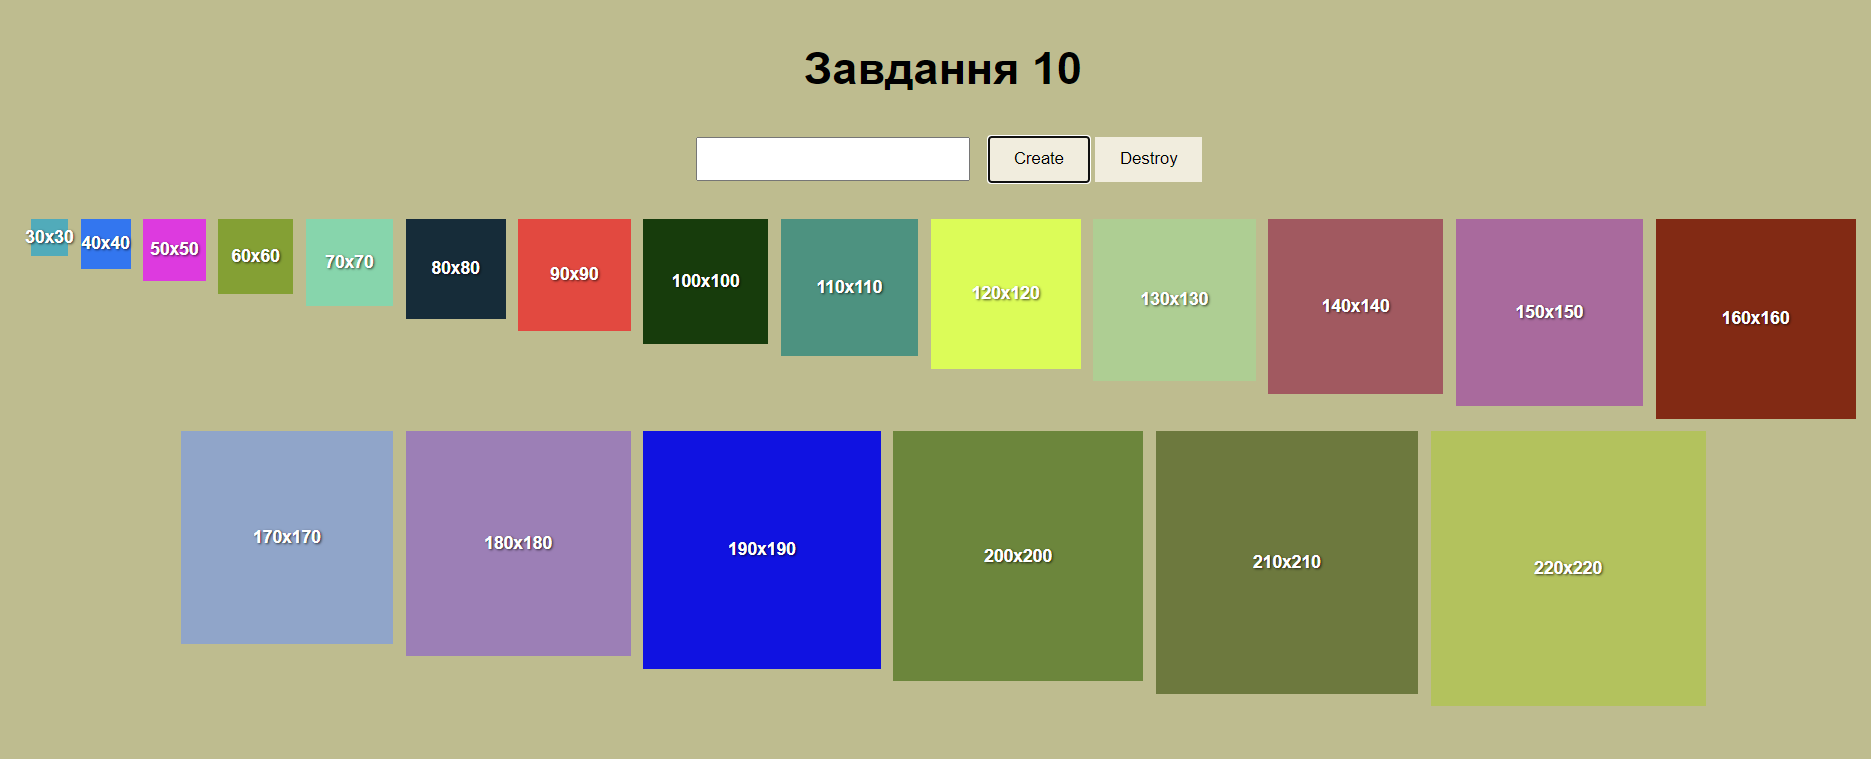 Завдання 10
Create Destroy
30x30 40x40 50x50 60x60 70x70 80x80 90x90 100x100 110x110 120x120 130x130 140x140 150x150 160x160
170x170 180x180 190x190 200x200 210x210 220x220